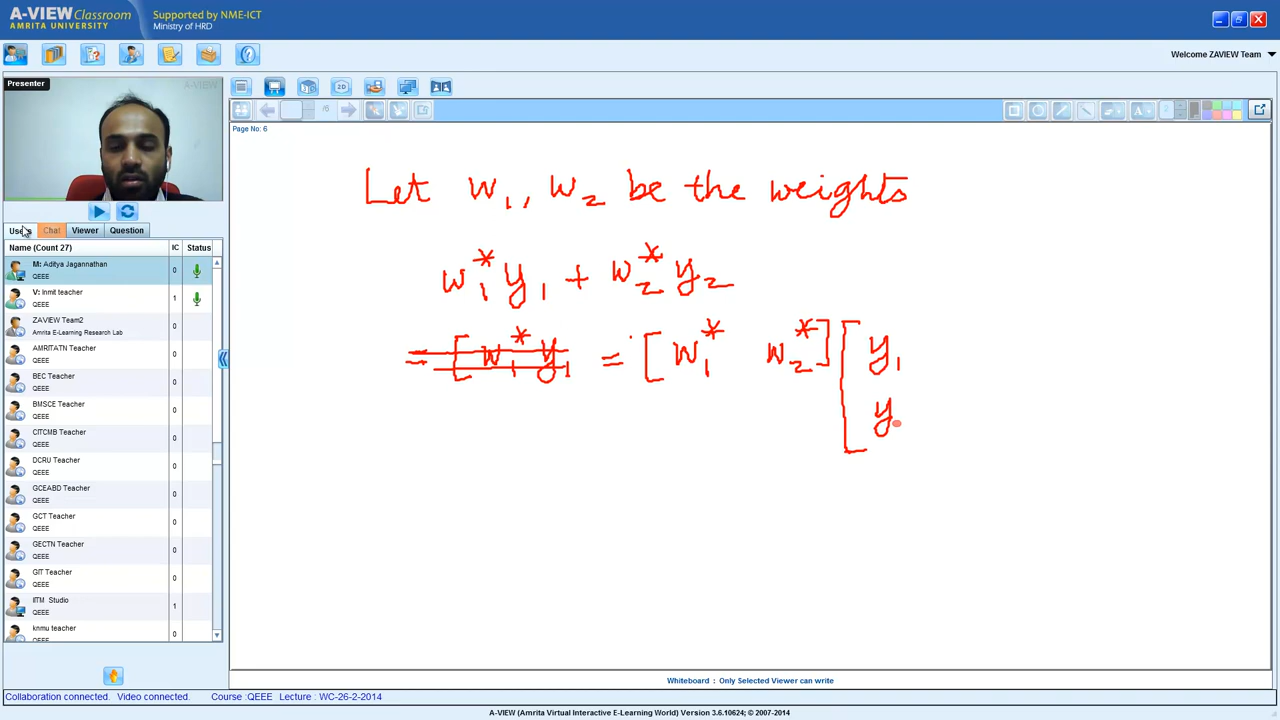 A-VIEW Classroom
AMRITA UNIVERSITY
Supported by NME-ICT
Ministry of HRD
Welcome ZAVIEW Team
Presenter
A-VIEW
/6
Page No: 6
Let w₁, w₂ be the weights
w₁* y₁ + w₂* y₂
= [w₁* y₁ = [w₁* w₂*] [y₁
y
Users Chat Viewer Question
Name (Count 27) IC Status
M: Aditya Jagannathan 0
QEEE
V: Inmit teacher 1
QEEE
ZAVIEW Team2 0
Amrita E-Learning Research Lab
AMRITATN Teacher 0
QEEE
BEC Teacher 0
QEEE
BMSCE Teacher 0
QEEE
CITCMB Teacher 0
QEEE
DCRU Teacher 0
QEEE
GCEABD Teacher 0
QEEE
GCT Teacher 0
QEEE
GECTN Teacher 0
QEEE
GIT Teacher 0
QEEE
IITM Studio 1
QEEE
knmu teacher 0
QEEE
Whiteboard : Only Selected Viewer can write
Collaboration connected. Video connected. Course :QEEE Lecture : WC-26-2-2014
A-VIEW (Amrita Virtual Interactive E-Learning World) Version 3.6.10624; © 2007-2014